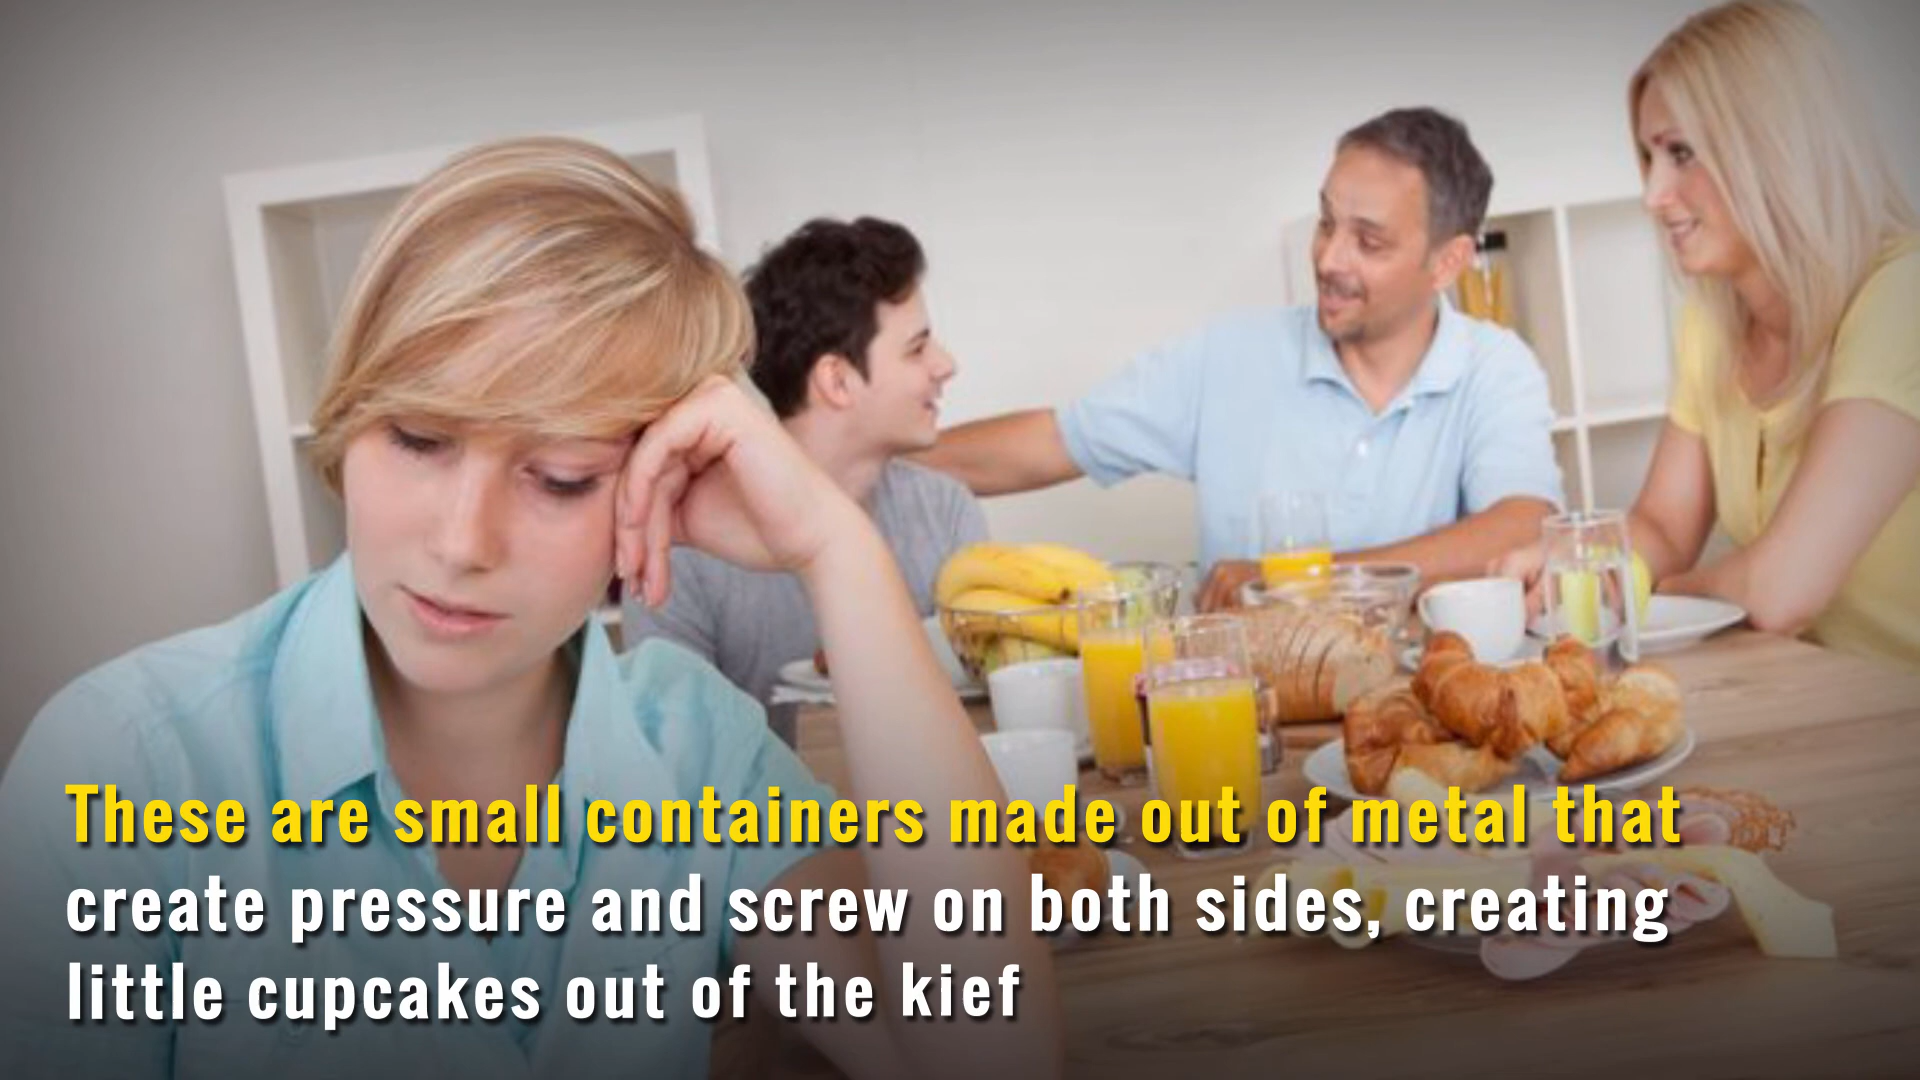 These are small containers made out of metal that
create pressure and screw on both sides, creating
little cupcakes out of the kief